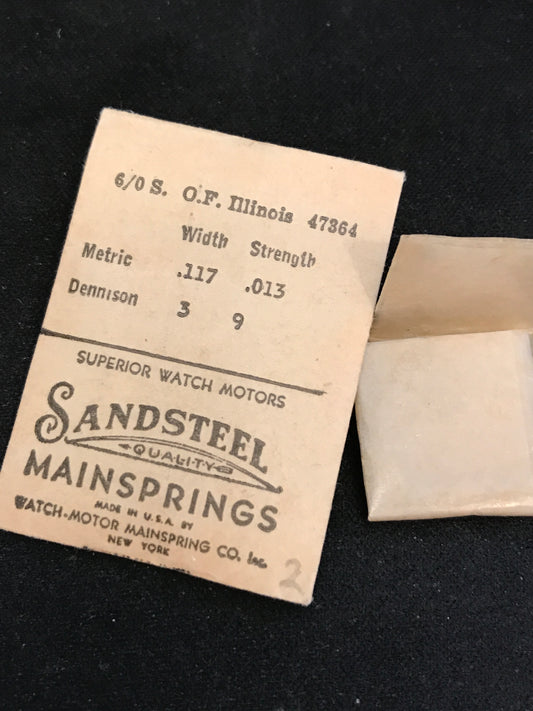 6/0 S. O.F. Illinois 47364
Width Strength
Metric .117 .013
Dennison 3 9
SUPERIOR WATCH MOTORS
SANDSTEEL
QUALITY
MAINSPRINGS
MADE IN U.S.A. BY
WATCH-MOTOR MAINSPRING CO. Inc.
NEW YORK
2